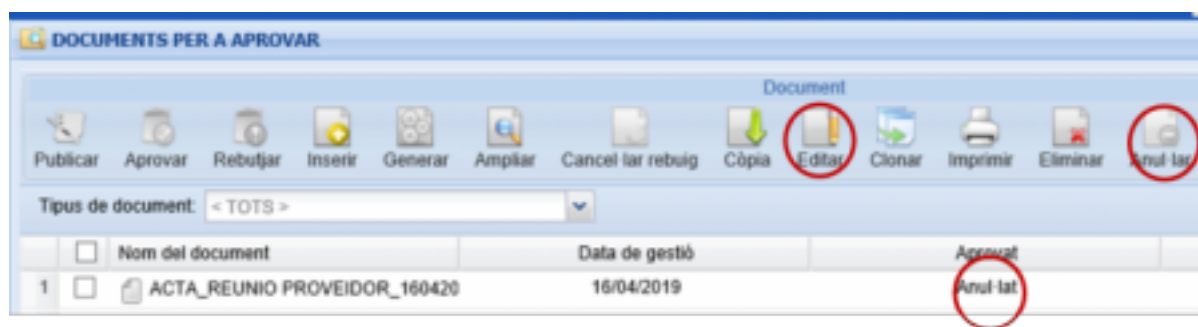 DOCUMENTS PER A APROVAR
Document
Publicar Aprovar Rebutjar Inserir Generar Ampliar Cancel·lar rebuig Còpia Editar Clonar Imprimir Eliminar Anul·lar
Tipus de document: < TOTS >
Nom del document Data de gestió Aprovat
1 ACTA_REUNIO PROVEIDOR_160420 16/04/2019 Anul·lat